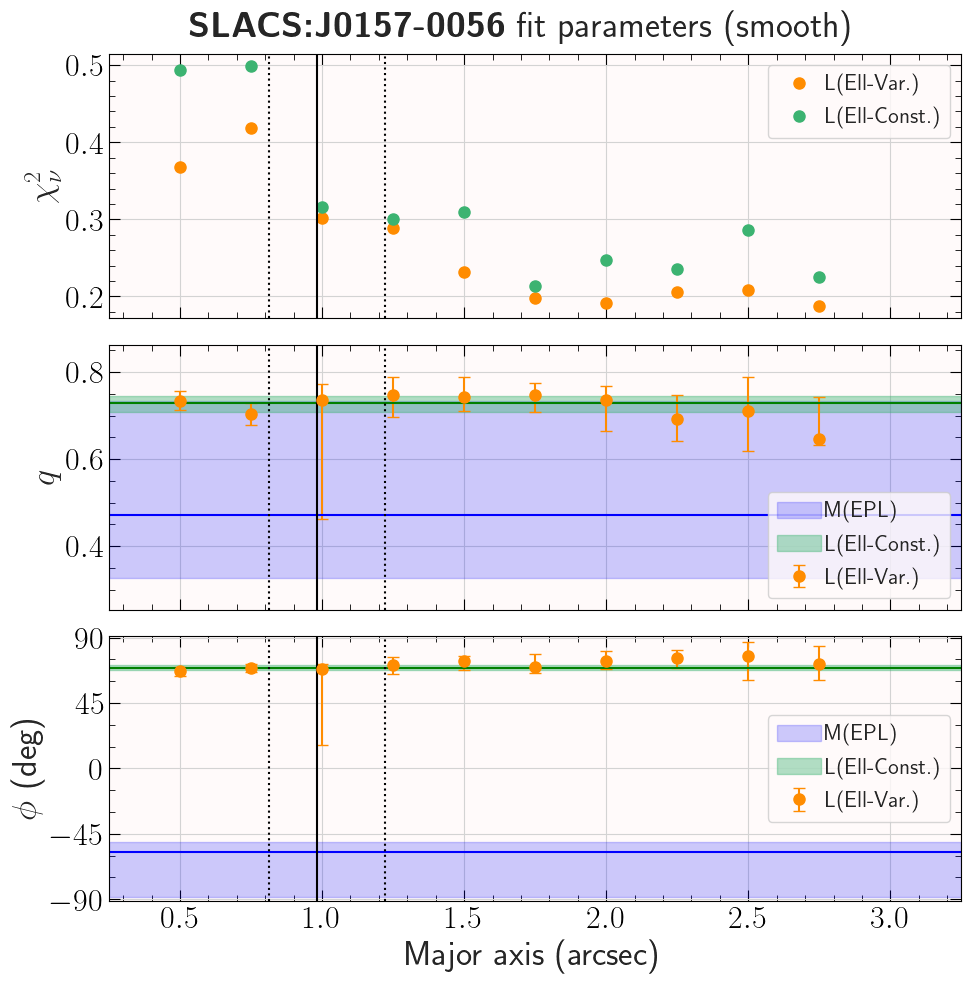 SLACS:J0157-0056 fit parameters (smooth)
0.5
0.4
0.3
0.2
χ²ᵥ
L(Ell-Var.)
L(Ell-Const.)
0.8
0.6
0.4
q
M(EPL)
L(Ell-Const.)
L(Ell-Var.)
90
45
0
−45
−90
ϕ (deg)
M(EPL)
L(Ell-Const.)
L(Ell-Var.)
0.5 1.0 1.5 2.0 2.5 3.0
Major axis (arcsec)